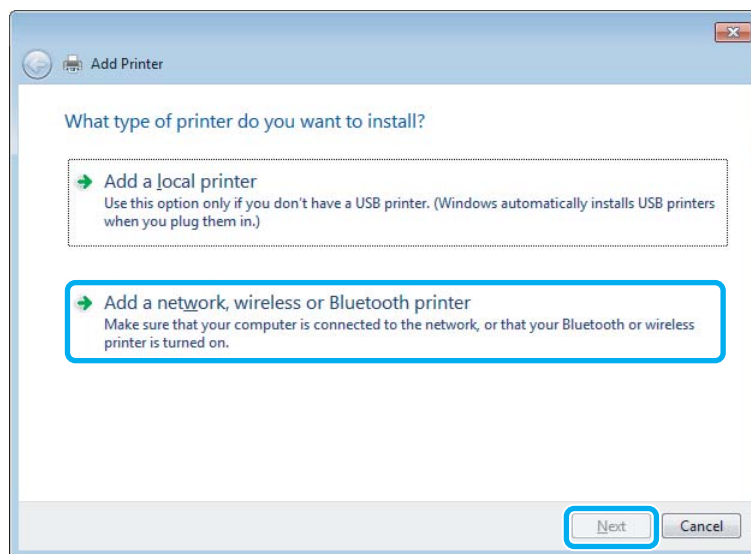 Add Printer
What type of printer do you want to install?
Add a local printer
Use this option only if you don't have a USB printer. (Windows automatically installs USB printers
when you plug them in.)
Add a network, wireless or Bluetooth printer
Make sure that your computer is connected to the network, or that your Bluetooth or wireless
printer is turned on.
Next Cancel